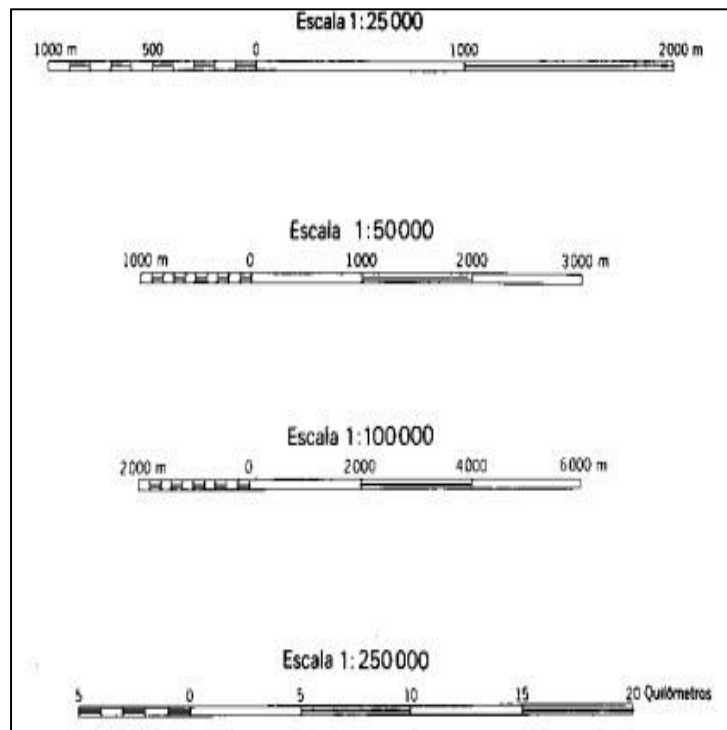 Escala 1:25000
1000 m 500 0 1000 2000 m
Escala 1:50000
1000 m 0 1000 2000 3000 m
Escala 1:100000
2000 m 0 2000 4000 6000 m
Escala 1:250000
5 0 5 10 15 20 Quilômetros